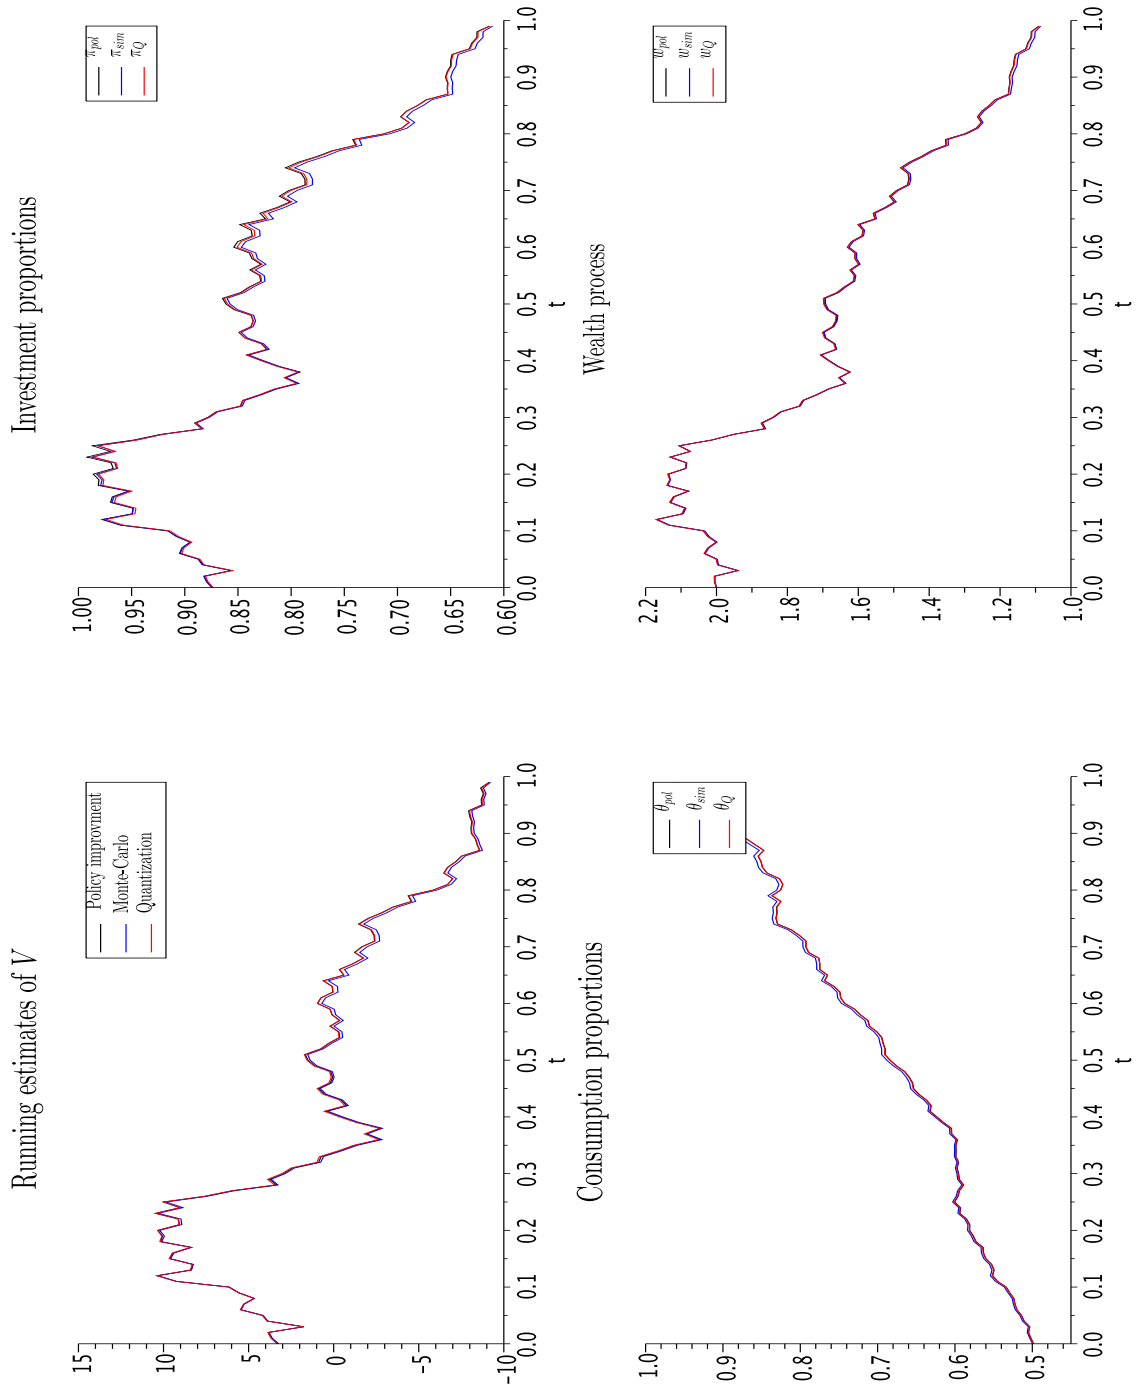 Running estimates of V
15
10
5
0
-5
-10
Policy improvment
Monte-Carlo
Quantization
0.0 0.1 0.2 0.3 0.4 0.5 0.6 0.7 0.8 0.9 1.0
t
Investment proportions
1.00
0.95
0.90
0.85
0.80
0.75
0.70
0.65
0.60
π_pol
π_sim
π_Q
0.0 0.1 0.2 0.3 0.4 0.5 0.6 0.7 0.8 0.9 1.0
t
Consumption proportions
1.0
0.9
0.8
0.7
0.6
0.5
θ_pol
θ_sim
θ_Q
0.0 0.1 0.2 0.3 0.4 0.5 0.6 0.7 0.8 0.9 1.0
t
Wealth process
2.2
2.0
1.8
1.6
1.4
1.2
1.0
w_pol
w_sim
w_Q
0.0 0.1 0.2 0.3 0.4 0.5 0.6 0.7 0.8 0.9 1.0
t